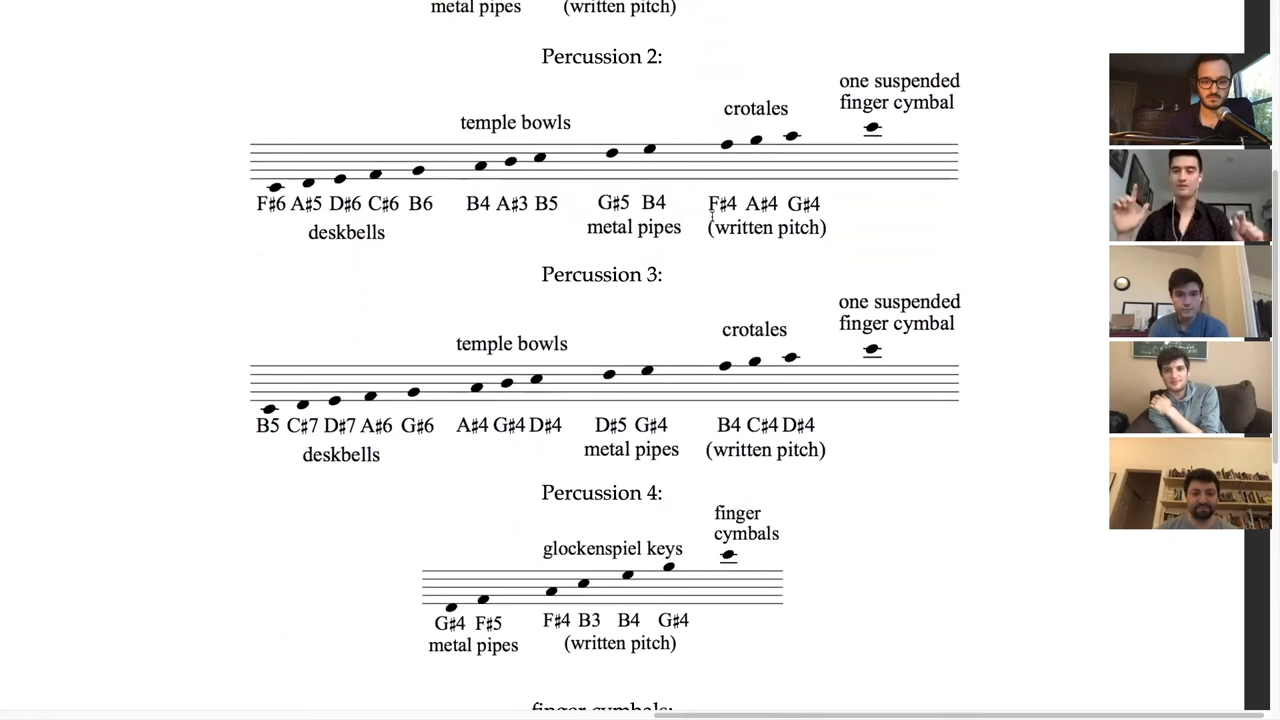 metal pipes (written pitch)
Percussion 2:
one suspended
finger cymbal
crotales
temple bowls
F♯6 A♯5 D♯6 C♯6 B6 B4 A♯3 B5 G♯5 B4 F♯4 A♯4 G♯4
deskbells metal pipes (written pitch)
Percussion 3:
one suspended
finger cymbal
crotales
temple bowls
B5 C♯7 D♯7 A♯6 G♯6 A♯4 G♯4 D♯4 D♯5 G♯4 B4 C♯4 D♯4
deskbells metal pipes (written pitch)
Percussion 4:
finger
cymbals
glockenspiel keys
G♯4 F♯5 F♯4 B3 B4 G♯4
metal pipes (written pitch)
finger cymbals: